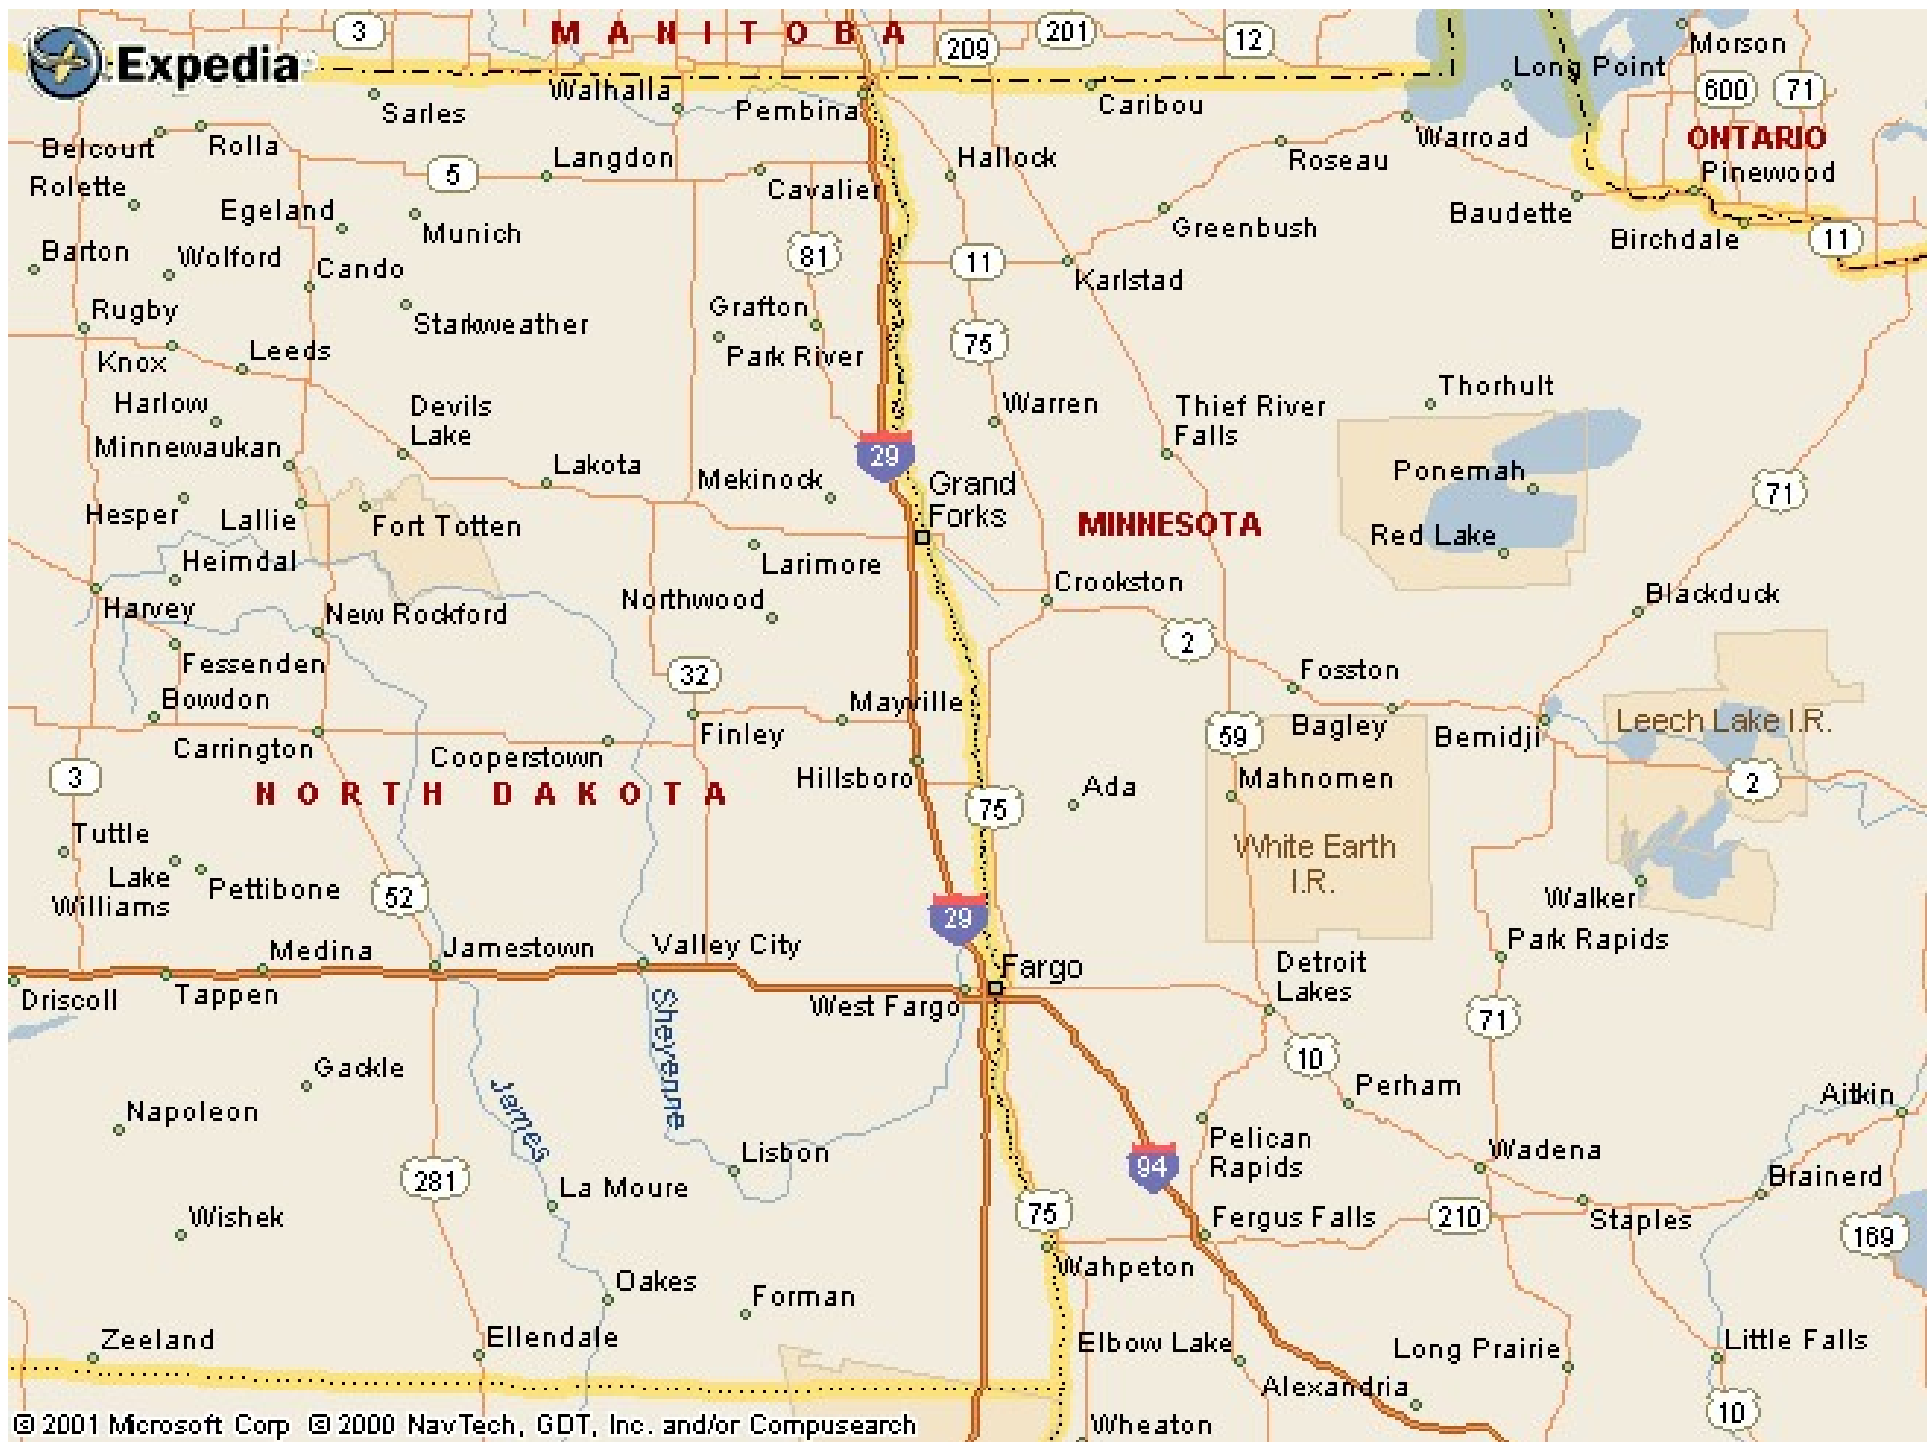 3
MANITOBA
209
201
12
Morson
Expedia
Long Point
600
71
Walhalla
Pembina
Caribou
Sarles
Warroad
ONTARIO
Belcourt
Rolla
Langdon
Hallock
Roseau
Pinewood
5
Cavalier
Rolette
Egeland
Munich
Greenbush
Baudette
Birchdale
11
Barton
Wolford
Cando
81
11
Karlstad
Rugby
Starkweather
Grafton
75
Knox
Leeds
Park River
Harlow
Devils
Lake
Warren
Thief River
Falls
Thorhult
Minnewaukan
Lakota
29
Mekinock
Grand
Forks
Ponemah
71
Hesper
Lallie
Fort Totten
MINNESOTA
Red Lake
Heimdal
Larimore
Crookston
Blackduck
Harvey
New Rockford
Northwood
2
Fessenden
32
Fosston
Bowdon
Mayville
Bagley
Bemidji
Leech Lake I.R.
Carrington
Cooperstown
Finley
59
3
Hillsboro
Ada
Mahnomen
2
NORTH DAKOTA
75
Tuttle
White Earth
I.R.
Lake
Williams
Pettibone
52
29
Walker
Medina
Jamestown
Valley City
Fargo
Detroit
Lakes
Park Rapids
Driscoll
Tappen
West Fargo
71
Sheyenne
10
Gackle
James
Perham
Aitkin
Napoleon
Lisbon
94
Pelican
Rapids
Wadena
Brainerd
281
La Moure
75
Wishek
Fergus Falls
210
Staples
169
Oakes
Forman
Wahpeton
Zeeland
Ellendale
Elbow Lake
Long Prairie
Little Falls
Alexandria
10
© 2001 Microsoft Corp © 2000 NavTech, GDT, Inc. and/or Compusearch
Wheaton